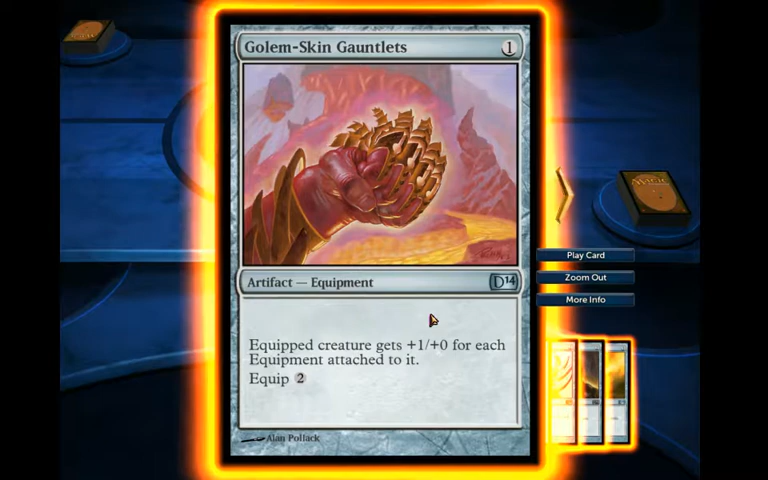 Golem-Skin Gauntlets 1
Artifact — Equipment D14
Equipped creature gets +1/+0 for each
Equipment attached to it.
Equip 2
Alan Pollack
Play Card
Zoom Out
More Info